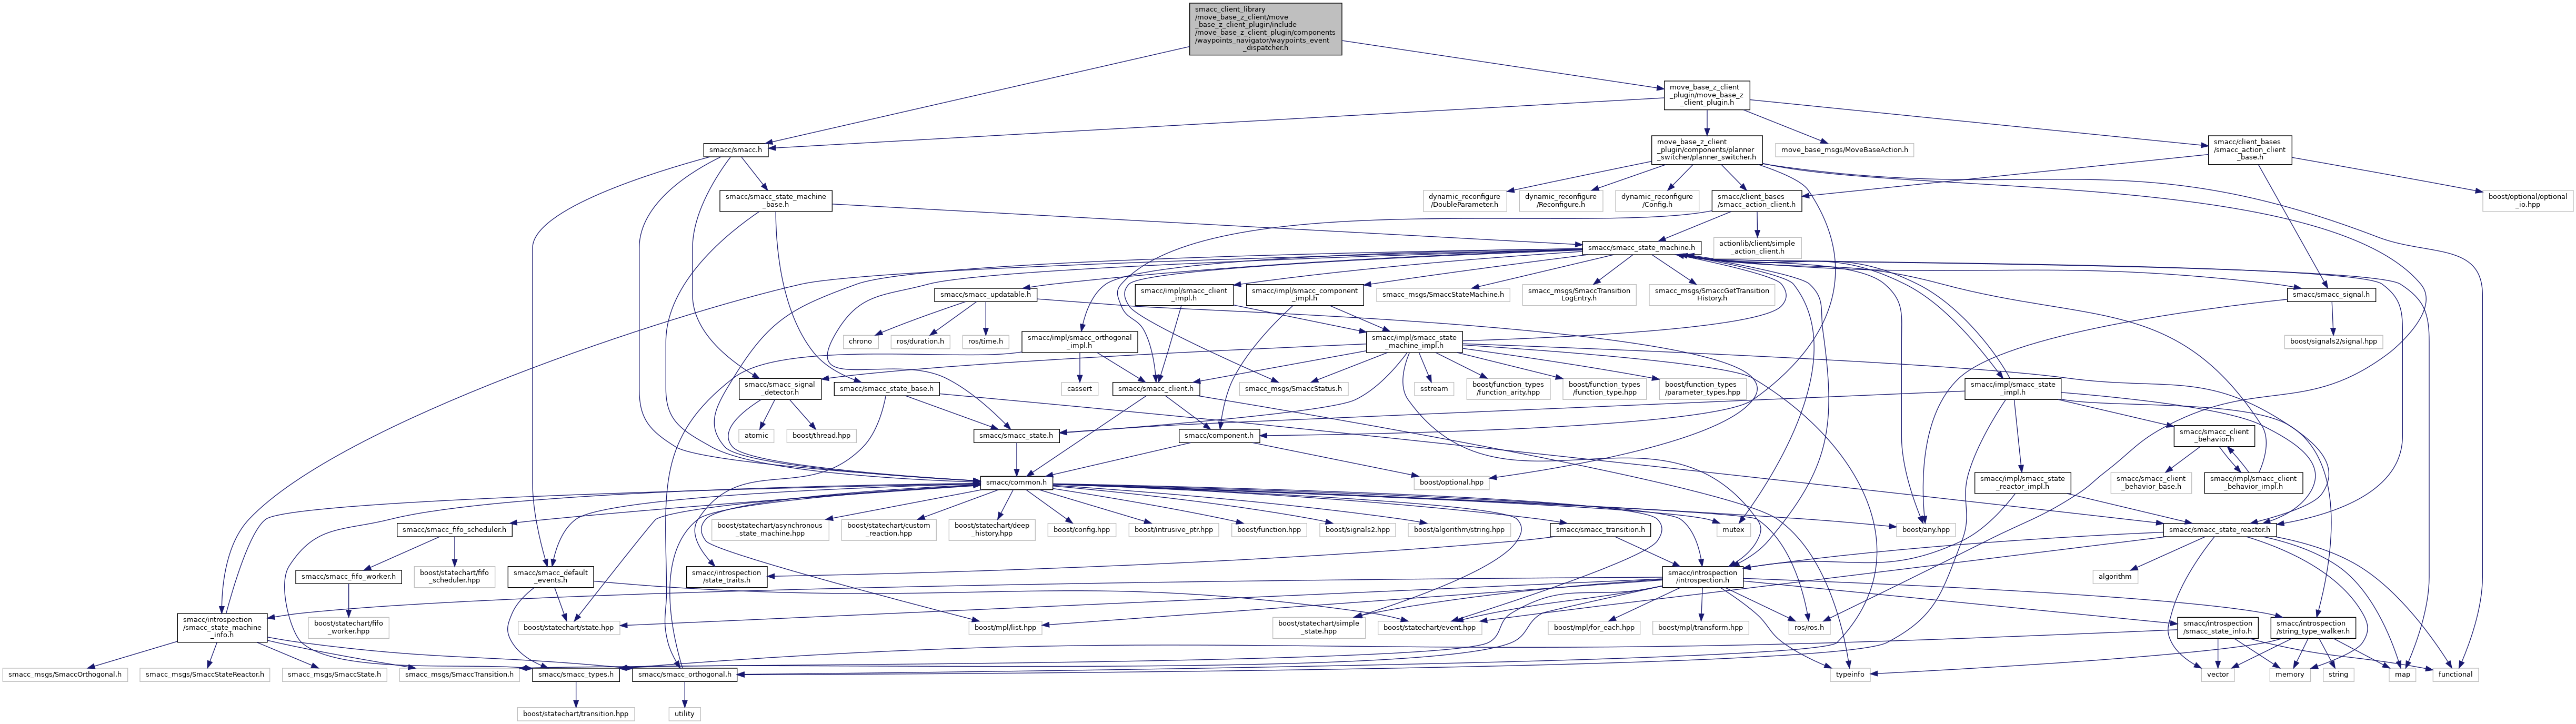 smacc_client_library
/move_base_z_client/move
_base_z_client_plugin/include
/move_base_z_client_plugin/components
/waypoints_navigator/waypoints_event
_dispatcher.h
move_base_z_client
_plugin/move_base_z
_client_plugin.h
smacc/smacc.h
move_base_z_client
_plugin/components/planner
_switcher/planner_switcher.h
move_base_msgs/MoveBaseAction.h
smacc/client_bases
/smacc_action_client
_base.h
smacc/smacc_state_machine
_base.h
dynamic_reconfigure
/DoubleParameter.h
dynamic_reconfigure
/Reconfigure.h
dynamic_reconfigure
/Config.h
smacc/client_bases
/smacc_action_client.h
boost/optional/optional
_io.hpp
smacc/smacc_state_machine.h
actionlib/client/simple
_action_client.h
smacc/smacc_updatable.h
smacc/impl/smacc_client
_impl.h
smacc/impl/smacc_component
_impl.h
smacc_msgs/SmaccStateMachine.h
smacc_msgs/SmaccTransition
LogEntry.h
smacc_msgs/SmaccGetTransition
History.h
smacc/smacc_signal.h
chrono
ros/duration.h
ros/time.h
smacc/impl/smacc_orthogonal
_impl.h
smacc/impl/smacc_state
_machine_impl.h
boost/signals2/signal.hpp
smacc/smacc_signal
_detector.h
smacc/smacc_state_base.h
cassert
smacc/smacc_client.h
smacc_msgs/SmaccStatus.h
sstream
boost/function_types
/function_arity.hpp
boost/function_types
/function_type.hpp
boost/function_types
/parameter_types.hpp
smacc/impl/smacc_state
_impl.h
atomic
boost/thread.hpp
smacc/smacc_state.h
smacc/component.h
smacc/smacc_client
_behavior.h
smacc/common.h
boost/optional.hpp
smacc/impl/smacc_state
_reactor_impl.h
smacc/smacc_client
_behavior_base.h
smacc/impl/smacc_client
_behavior_impl.h
smacc/smacc_fifo_scheduler.h
boost/statechart/asynchronous
_state_machine.hpp
boost/statechart/custom
_reaction.hpp
boost/statechart/deep
_history.hpp
boost/config.hpp
boost/intrusive_ptr.hpp
boost/function.hpp
boost/signals2.hpp
boost/algorithm/string.hpp
smacc/smacc_transition.h
mutex
boost/any.hpp
smacc/smacc_state_reactor.h
smacc/smacc_fifo_worker.h
boost/statechart/fifo
_scheduler.hpp
smacc/smacc_default
_events.h
smacc/introspection
/state_traits.h
smacc/introspection
/introspection.h
algorithm
smacc/introspection
/smacc_state_machine
_info.h
boost/statechart/fifo
_worker.hpp
boost/statechart/state.hpp
boost/mpl/list.hpp
boost/statechart/simple
_state.hpp
boost/statechart/event.hpp
boost/mpl/for_each.hpp
boost/mpl/transform.hpp
ros/ros.h
smacc/introspection
/smacc_state_info.h
smacc/introspection
/string_type_walker.h
smacc_msgs/SmaccOrthogonal.h
smacc_msgs/SmaccStateReactor.h
smacc_msgs/SmaccState.h
smacc_msgs/SmaccTransition.h
smacc/smacc_types.h
smacc/smacc_orthogonal.h
typeinfo
vector
memory
string
map
functional
boost/statechart/transition.hpp
utility